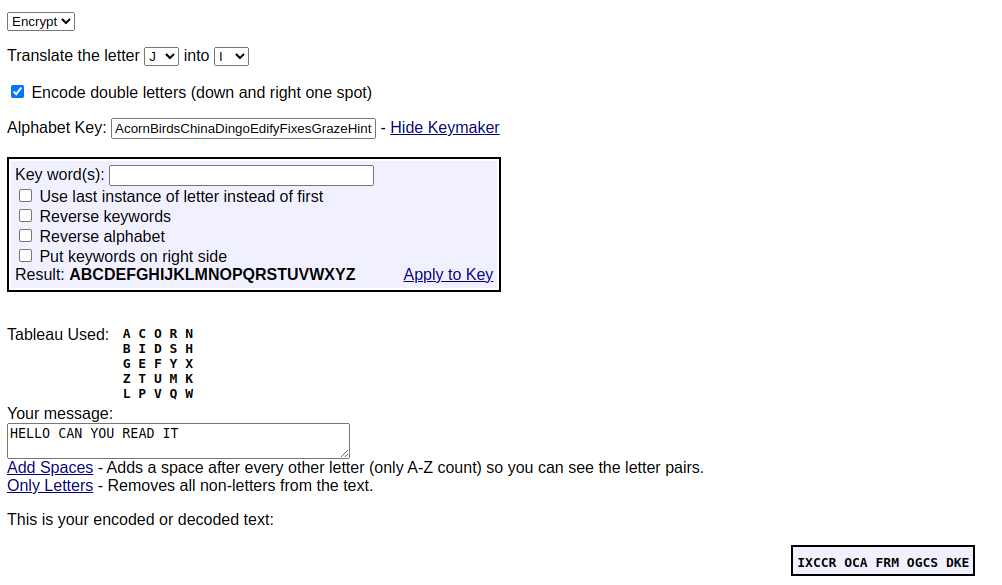 Encrypt
Translate the letter J into I
Encode double letters (down and right one spot)
Alphabet Key: AcornBirdsChinaDingoEdifyFixesGrazeHint - Hide Keymaker
Key word(s):
Use last instance of letter instead of first
Reverse keywords
Reverse alphabet
Put keywords on right side
Result: ABCDEFGHIJKLMNOPQRSTUVWXYZ Apply to Key
Tableau Used: A C O R N
B I D S H
G E F Y X
Z T U M K
L P V Q W
Your message:
HELLO CAN YOU READ IT
Add Spaces - Adds a space after every other letter (only A-Z count) so you can see the letter pairs.
Only Letters - Removes all non-letters from the text.
This is your encoded or decoded text:
IXCCR OCA FRM OGCS DKE